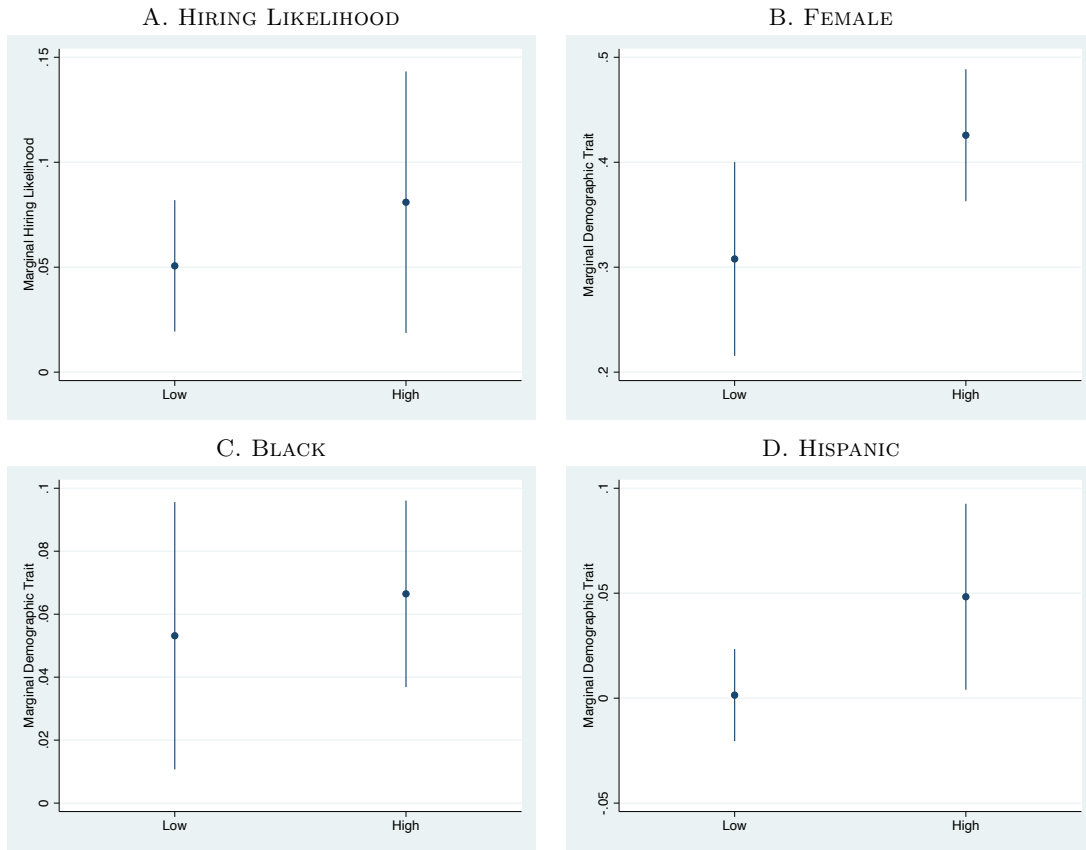 A. Hiring Likelihood
Marginal Hiring Likelihood
.15
.1
.05
0
Low
High
B. Female
Marginal Demographic Trait
.5
.4
.3
.2
Low
High
C. Black
Marginal Demographic Trait
.1
.08
.06
.04
.02
0
Low
High
D. Hispanic
Marginal Demographic Trait
.1
.05
0
-.05
Low
High